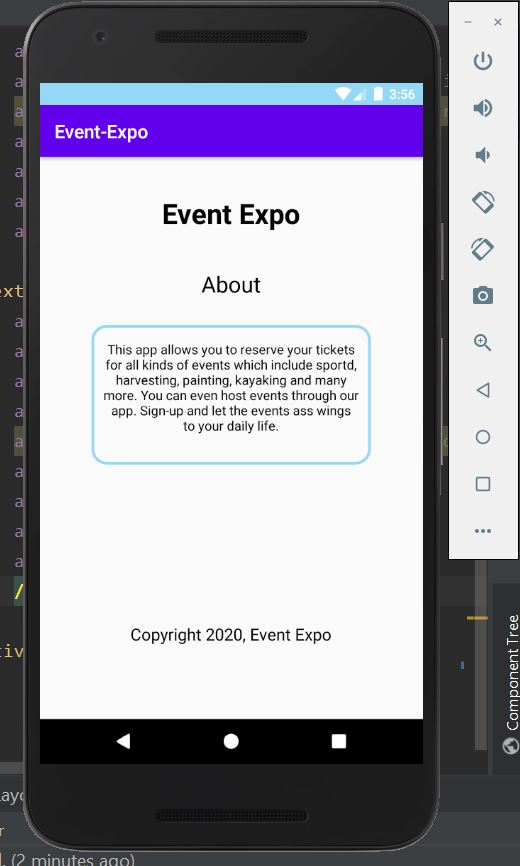 3:56
Event-Expo
Event Expo
About
This app allows you to reserve your tickets
for all kinds of events which include sportd,
harvesting, painting, kayaking and many
more. You can even host events through our
app. Sign-up and let the events ass wings
to your daily life.
Copyright 2020, Event Expo
Component Tree
(2 minutes ago)